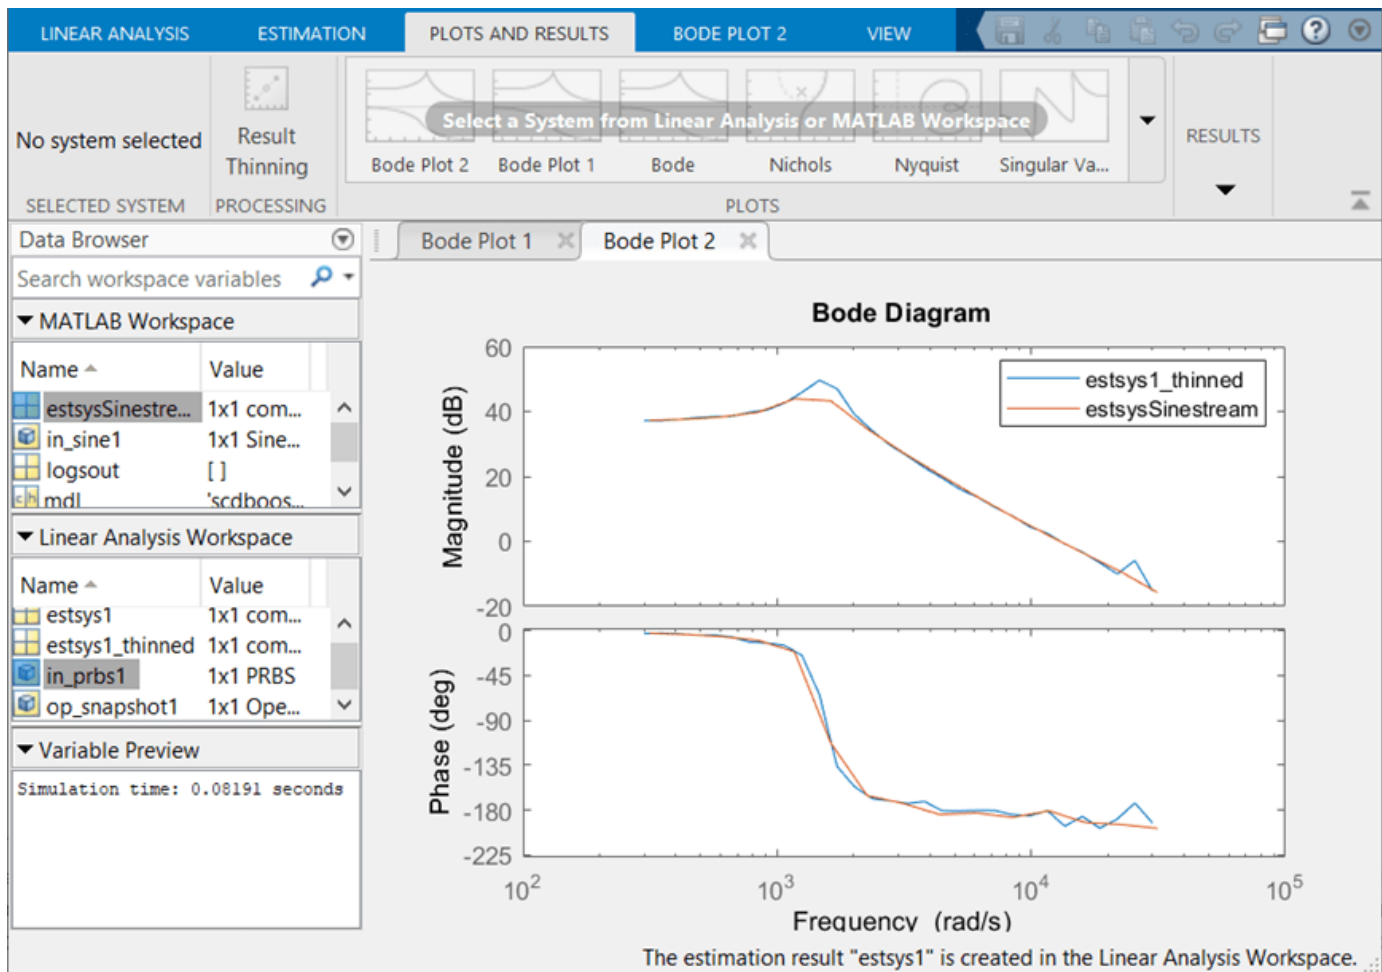 LINEAR ANALYSIS ESTIMATION PLOTS AND RESULTS BODE PLOT 2 VIEW
No system selected
Result
Thinning
Select a System from Linear Analysis or MATLAB Workspace
Bode Plot 2 Bode Plot 1 Bode Nichols Nyquist Singular Va...
RESULTS
SELECTED SYSTEM PROCESSING PLOTS
Data Browser
Search workspace variables
MATLAB Workspace
Name Value
estsysSinestre... 1x1 com...
in_sine1 1x1 Sine...
logsout [ ]
mdl 'scdboos...
Linear Analysis Workspace
Name Value
estsys1 1x1 com...
estsys1_thinned 1x1 com...
in_prbs1 1x1 PRBS
op_snapshot1 1x1 Ope...
Variable Preview
Simulation time: 0.08191 seconds
Bode Plot 1 Bode Plot 2
Bode Diagram
estsys1_thinned
estsysSinestream
Magnitude (dB)
60
40
20
0
-20
Phase (deg)
0
-45
-90
-135
-180
-225
10² 10³ 10⁴ 10⁵
Frequency (rad/s)
The estimation result "estsys1" is created in the Linear Analysis Workspace.